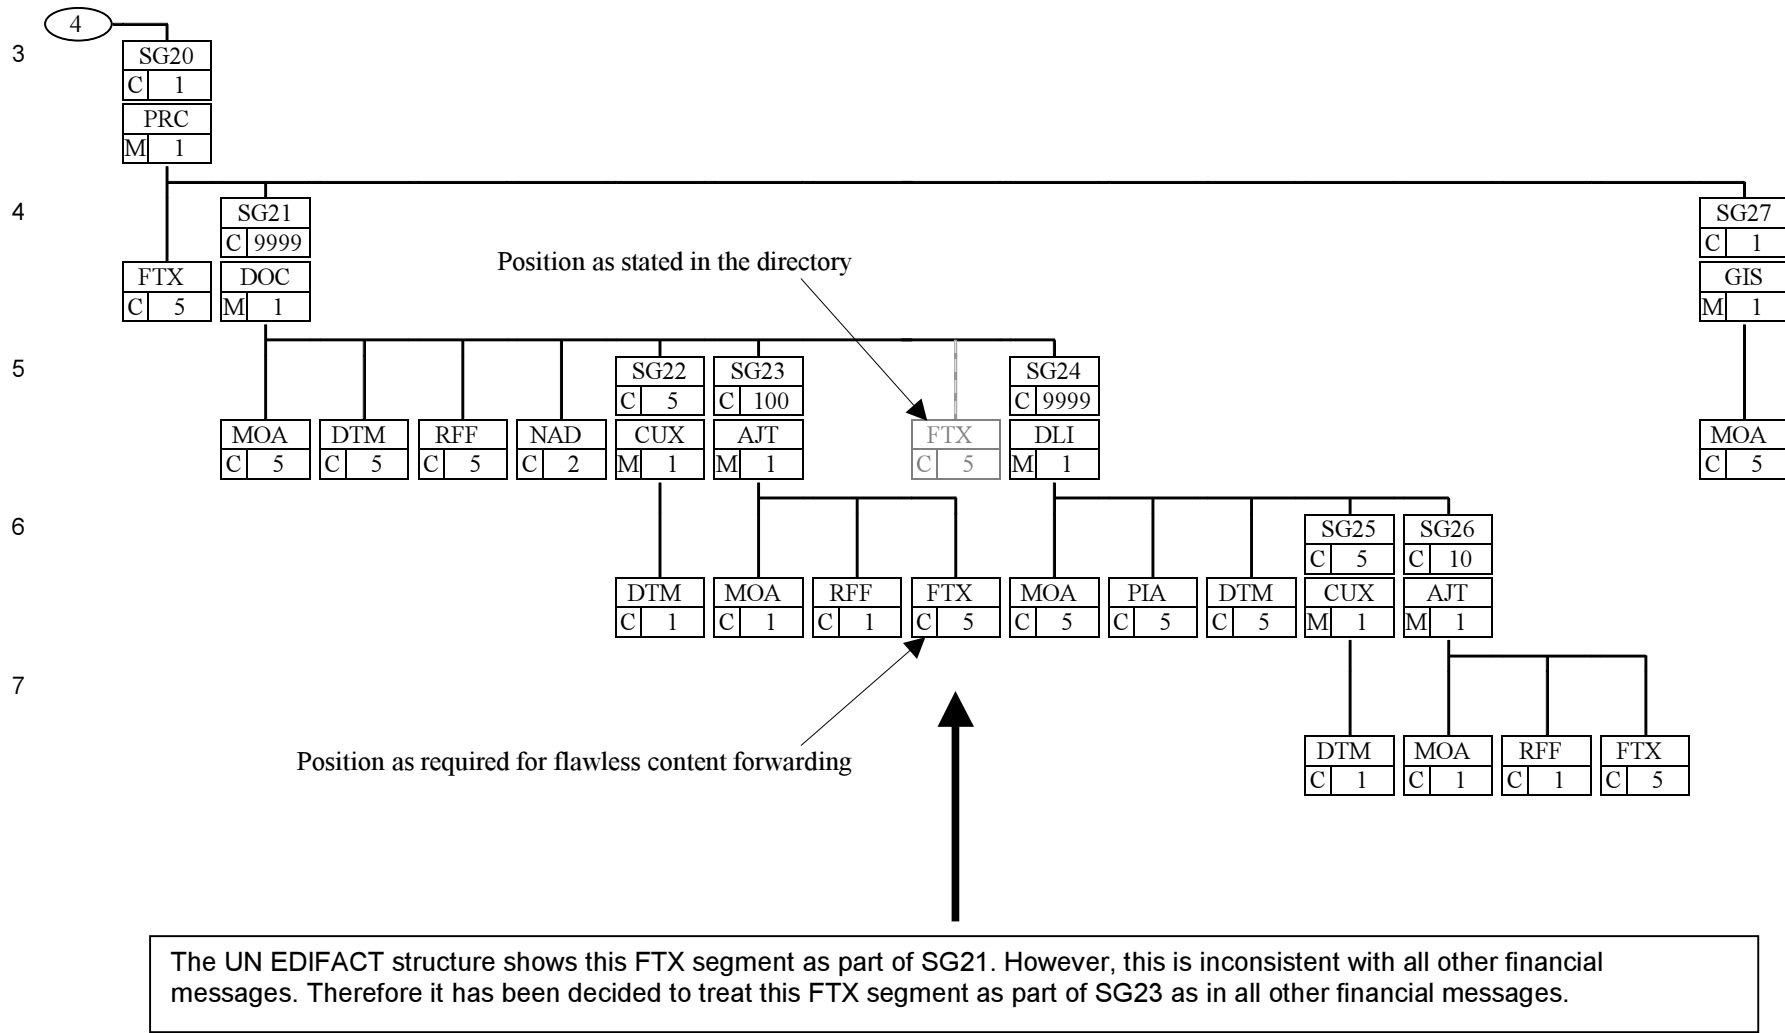 4
3
SG20
C 1
PRC
M 1
4
SG21
C 9999
SG27
C 1
Position as stated in the directory
FTX
C 5
DOC
M 1
GIS
M 1
5
SG22
C 5
SG23
C 100
SG24
C 9999
MOA
C 5
DTM
C 5
RFF
C 5
NAD
C 2
CUX
M 1
AJT
M 1
FTX
C 5
DLI
M 1
MOA
C 5
6
SG25
C 5
SG26
C 10
DTM
C 1
MOA
C 1
RFF
C 1
FTX
C 5
MOA
C 5
PIA
C 5
DTM
C 5
CUX
M 1
AJT
M 1
7
Position as required for flawless content forwarding
DTM
C 1
MOA
C 1
RFF
C 1
FTX
C 5
The UN EDIFACT structure shows this FTX segment as part of SG21. However, this is inconsistent with all other financial
messages. Therefore it has been decided to treat this FTX segment as part of SG23 as in all other financial messages.